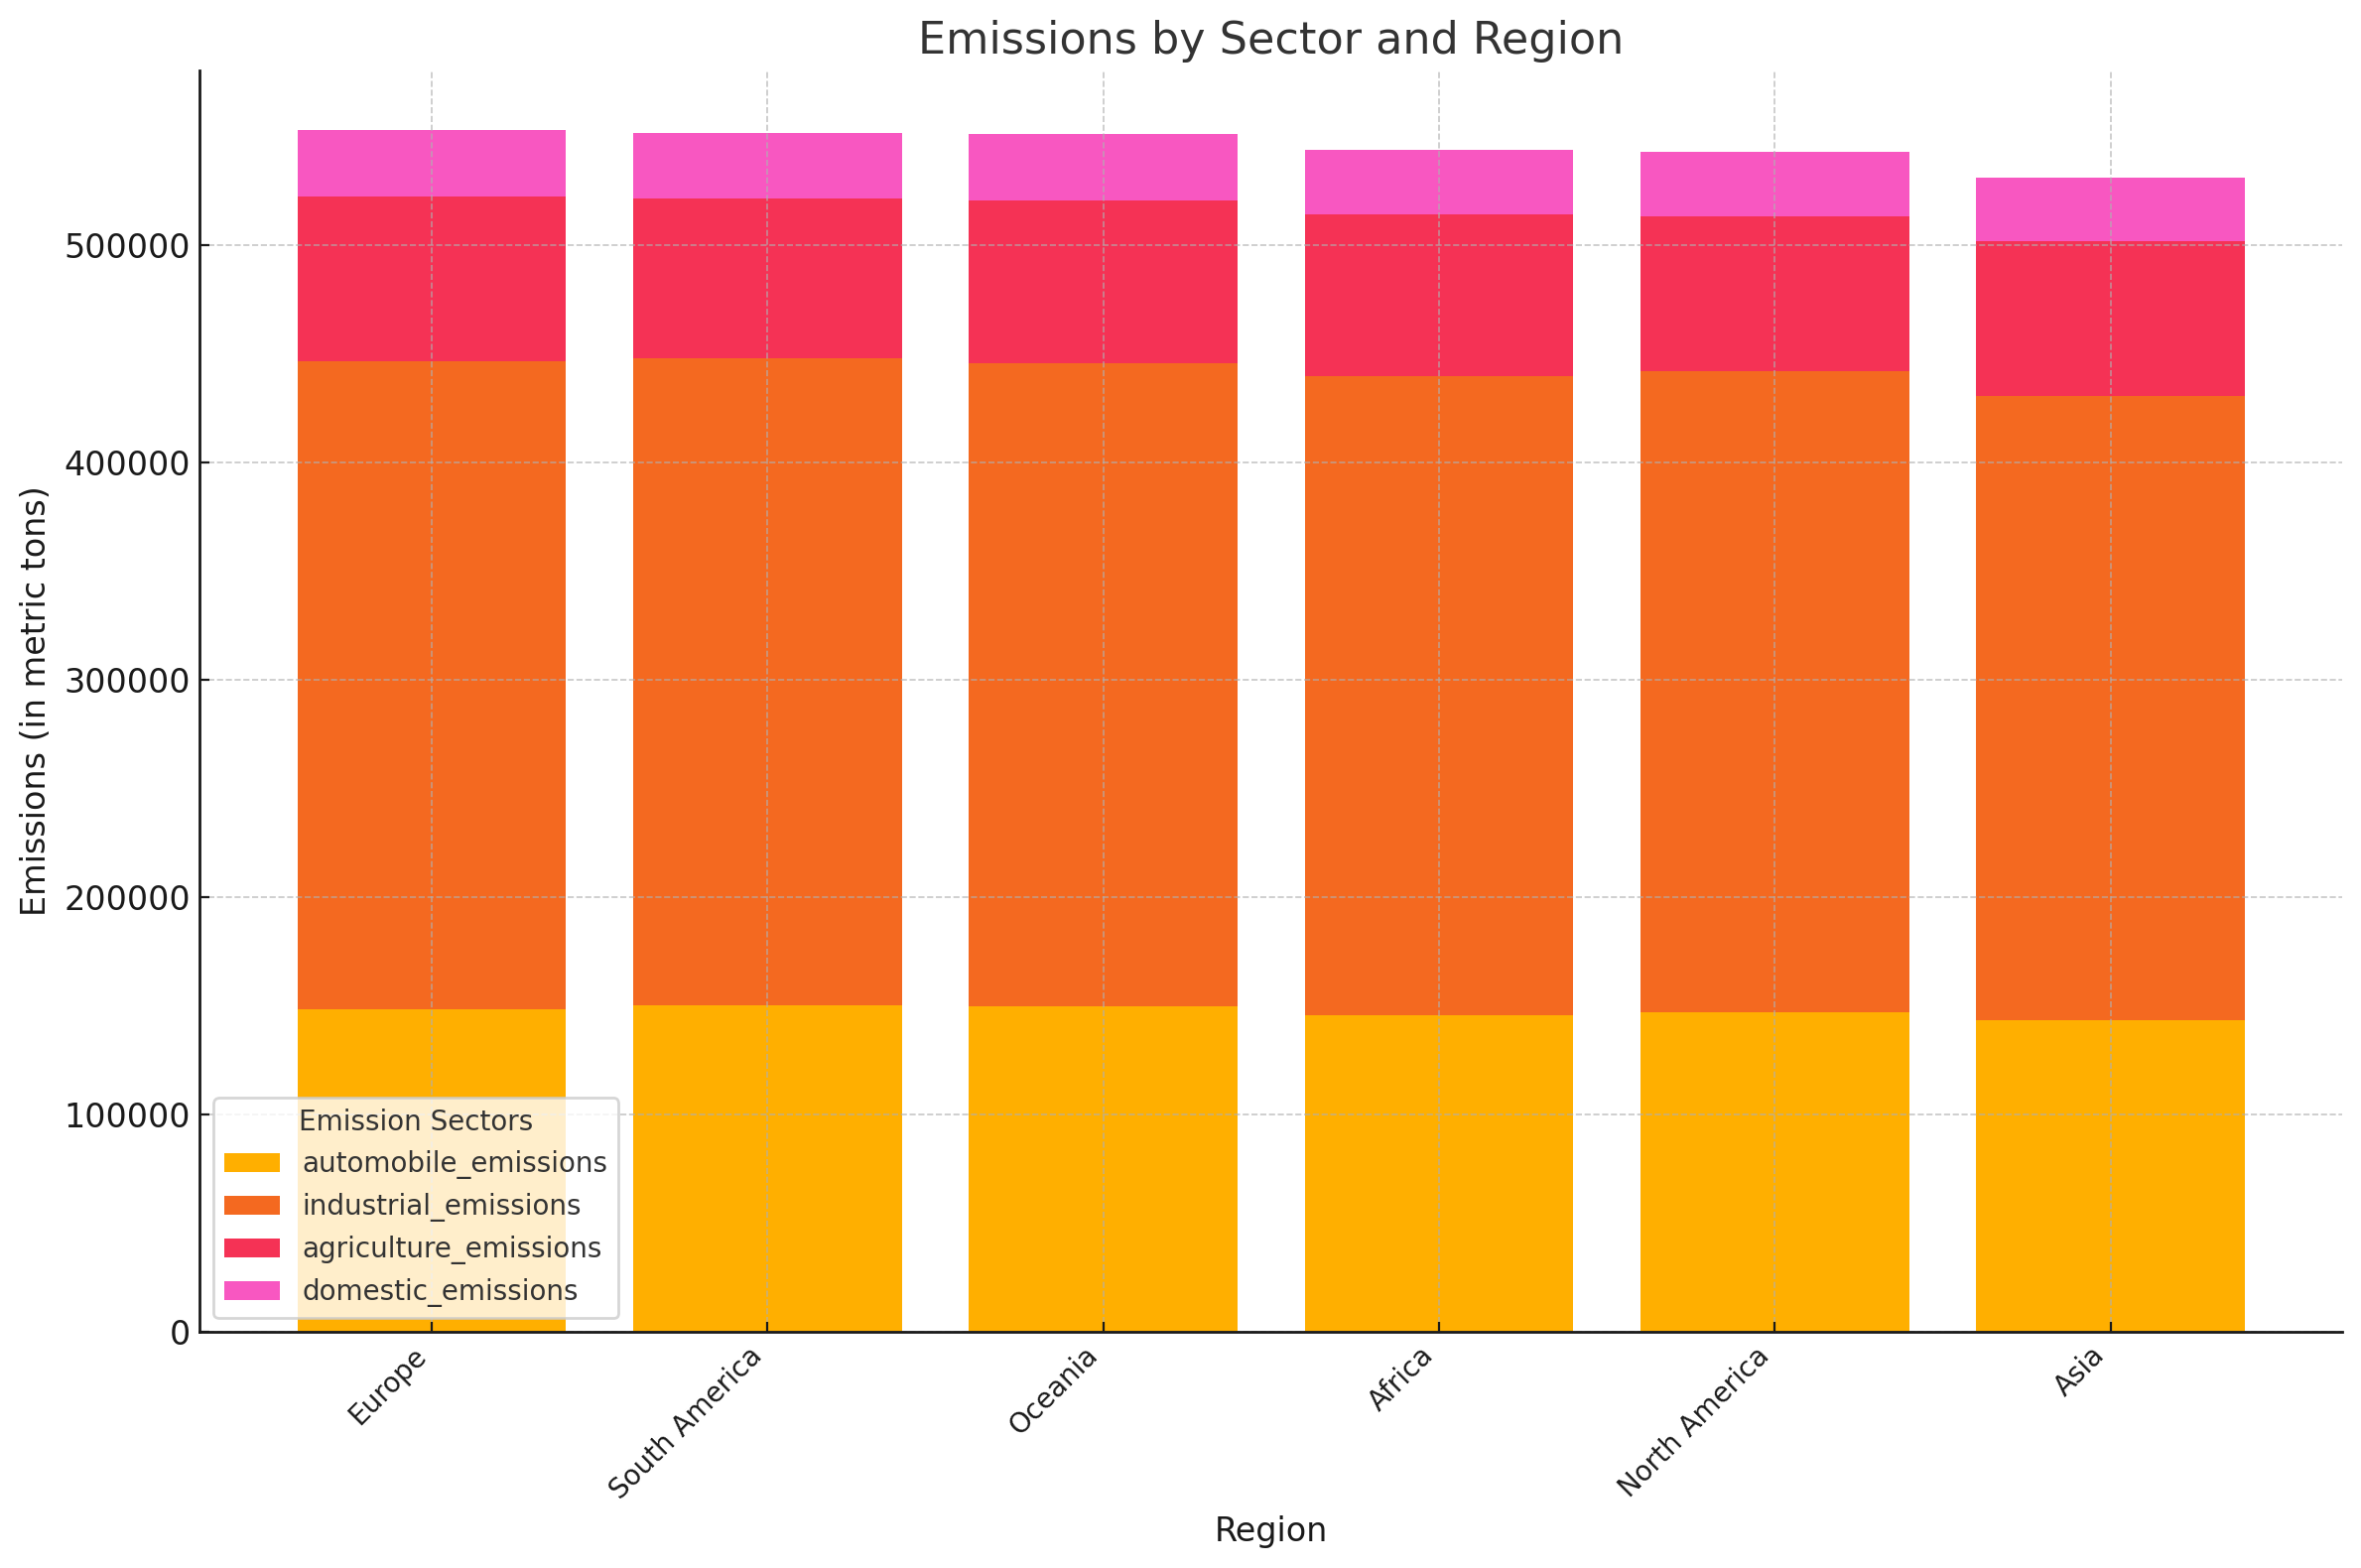 Emissions by Sector and Region
Emissions (in metric tons)
500000
400000
300000
200000
100000
0
Emission Sectors
automobile_emissions
industrial_emissions
agriculture_emissions
domestic_emissions
Europe
South America
Oceania
Africa
North America
Asia
Region